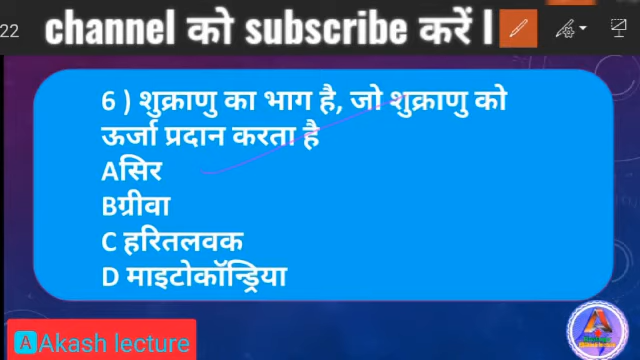 22
channel को subscribe करें l
6 ) शुक्राणु का भाग है, जो शुक्राणु को
ऊर्जा प्रदान करता है
Aसिर
Bग्रीवा
C हरितलवक
D माइटोकॉन्ड्रिया
A Akash lecture